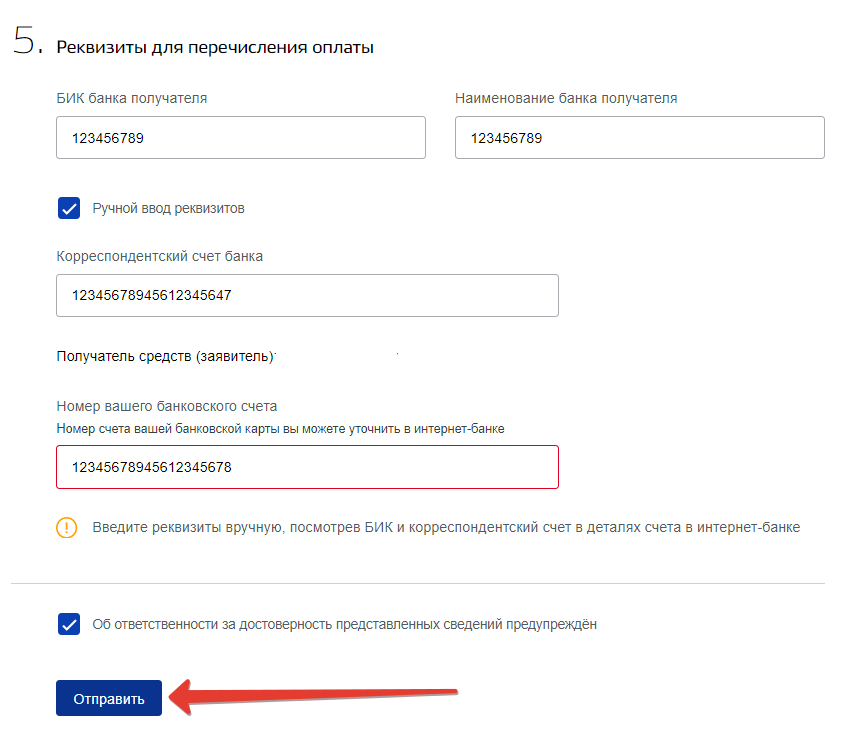 5. Реквизиты для перечисления оплаты
БИК банка получателя Наименование банка получателя
123456789 123456789
Ручной ввод реквизитов
Корреспондентский счет банка
12345678945612345647
Получатель средств (заявитель)
Номер вашего банковского счета
Номер счета вашей банковской карты вы можете уточнить в интернет-банке
12345678945612345678
Введите реквизиты вручную, посмотрев БИК и корреспондентский счет в деталях счета в интернет-банке
Об ответственности за достоверность представленных сведений предупреждён
Отправить